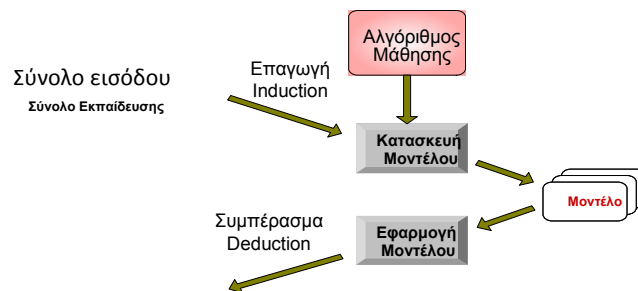 Αλγόριθμος
Μάθησης
Σύνολο εισόδου
Σύνολο Εκπαίδευσης
Επαγωγή
Induction
Κατασκευή
Μοντέλου
Μοντέλο
Συμπέρασμα
Deduction
Εφαρμογή
Μοντέλου